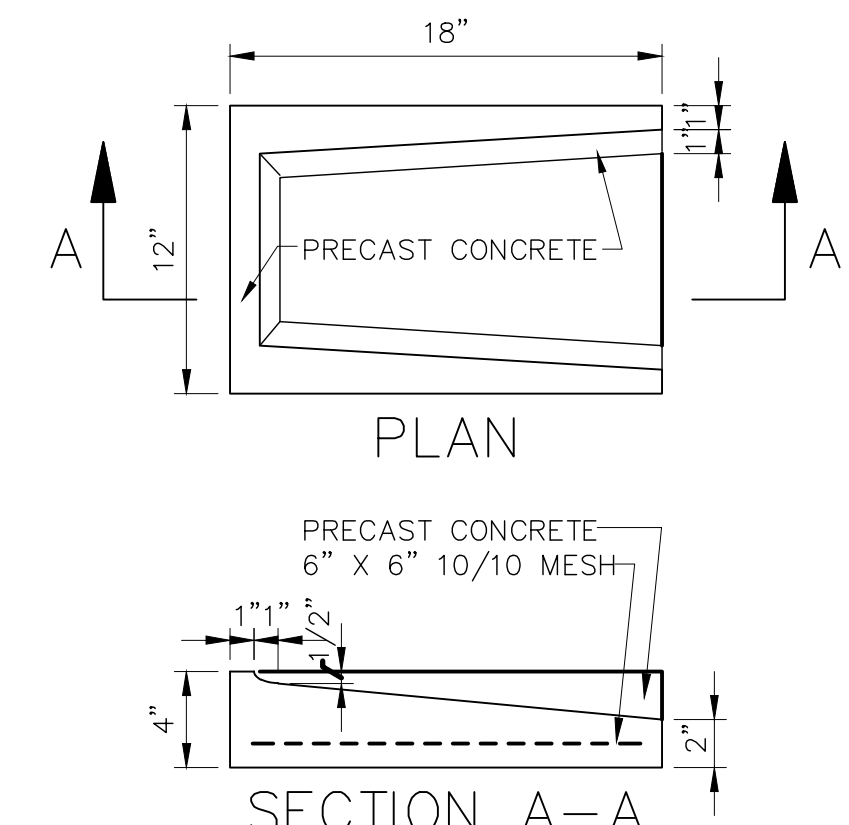 18”
1”
1”
A
12”
PRECAST CONCRETE
A
PLAN
PRECAST CONCRETE
6” X 6” 10/10 MESH
1”1”
1/2”
4”
2”
SECTION A–A